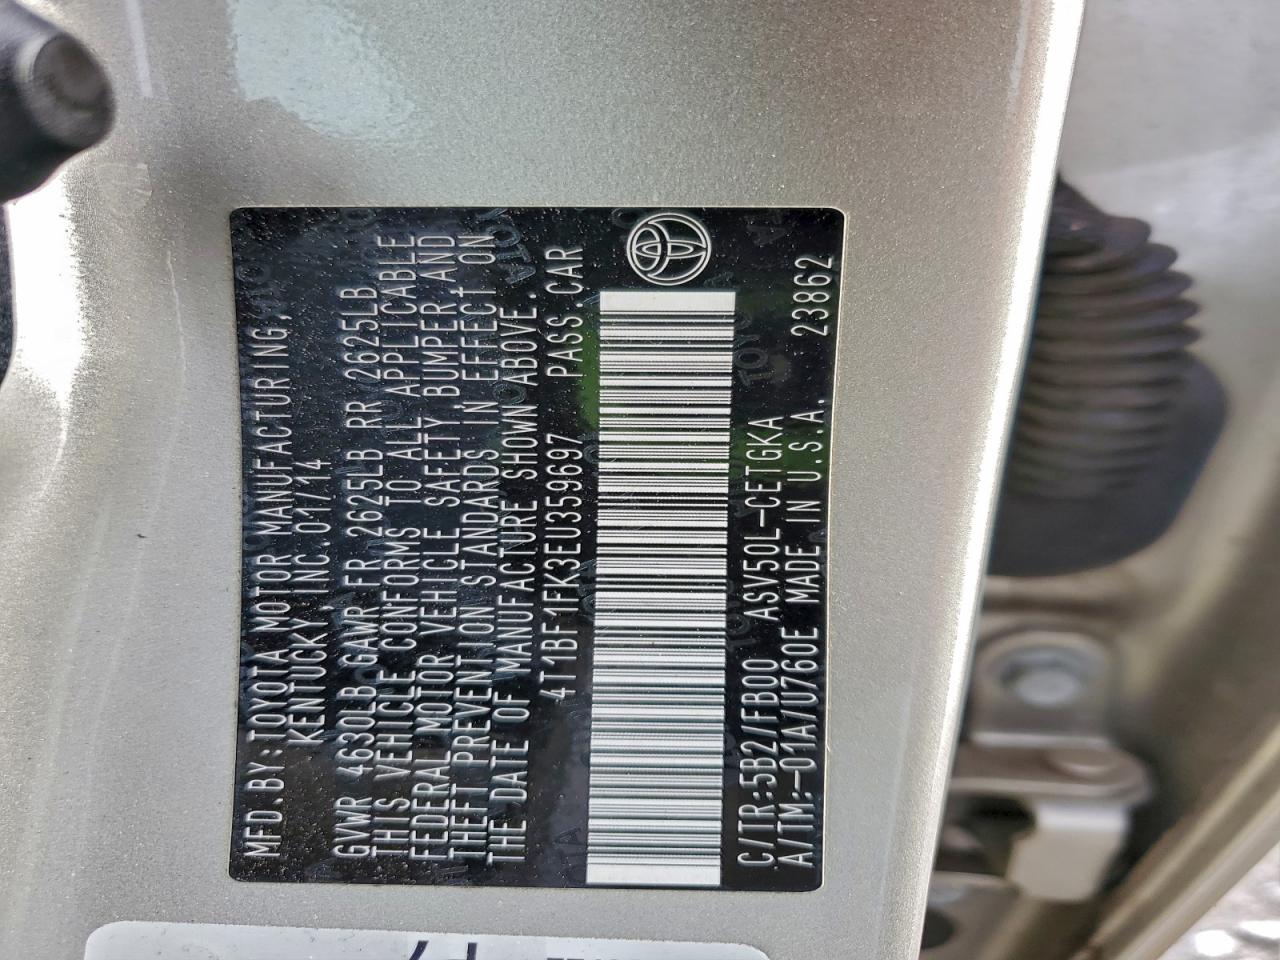 MFD.BY:TOYOTA MOTOR MANUFACTURING,
KENTUCKY, INC. 01/14
GVWR 4630LB GAWR FR 2625LB RR 2625LB
THIS VEHICLE CONFORMS TO ALL APPLICABLE
FEDERAL MOTOR VEHICLE SAFETY, BUMPER, AND
THEFT PREVENTION STANDARDS IN EFFECT ON
THE DATE OF MANUFACTURE SHOWN ABOVE.
4T1BF1FK3EU359697 PASS.CAR
C/TR:5B2/FB00 ASV50L-CETGKA
A/TM:-01A/U760E MADE IN U.S.A. 23862